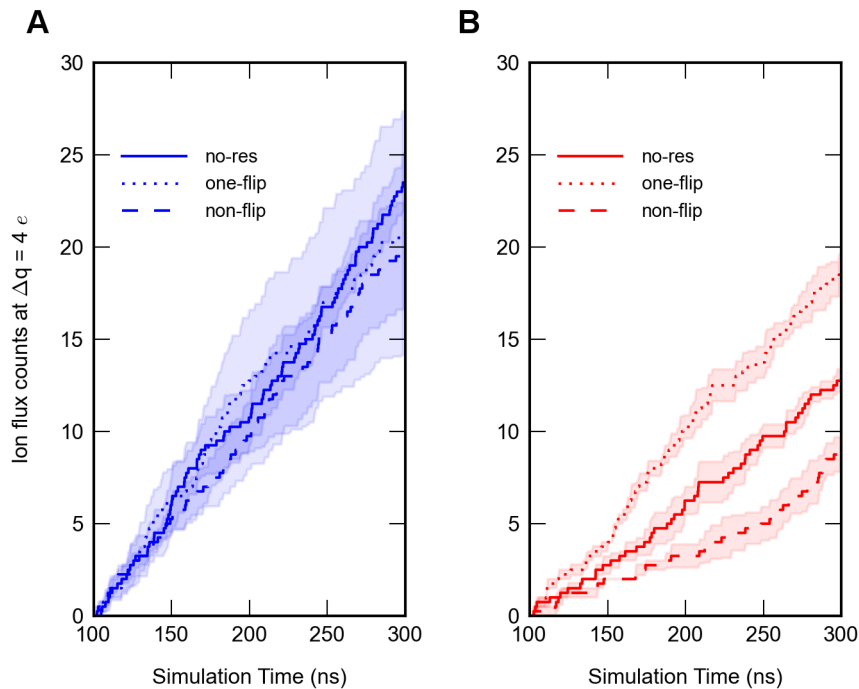 A
B
Ion flux counts at Δq = 4 e
30
25
20
15
10
5
0
no-res
one-flip
non-flip
100
150
200
250
300
Simulation Time (ns)
30
25
20
15
10
5
0
no-res
one-flip
non-flip
100
150
200
250
300
Simulation Time (ns)